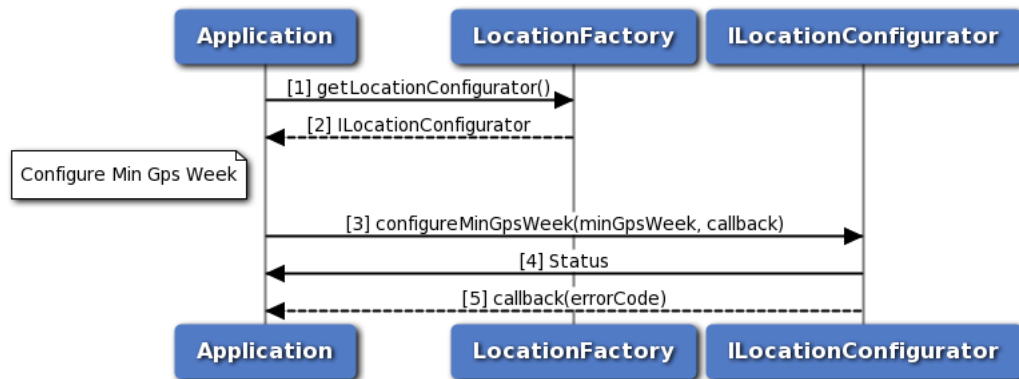 Application
LocationFactory
ILocationConfigurator
[1] getLocationConfigurator()
[2] ILocationConfigurator
Configure Min Gps Week
[3] configureMinGpsWeek(minGpsWeek, callback)
[4] Status
[5] callback(errorCode)
Application
LocationFactory
ILocationConfigurator